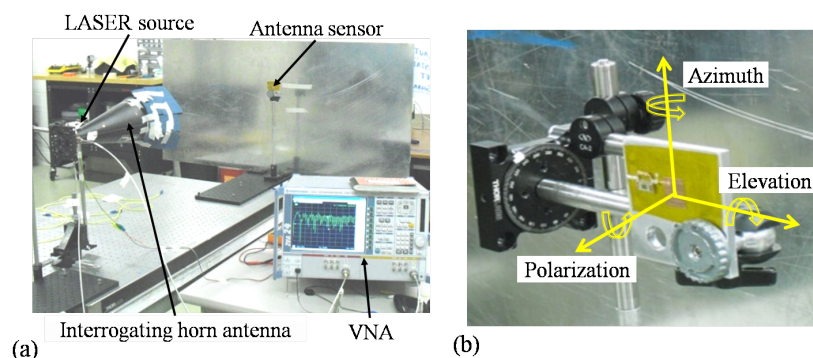 LASER source
Antenna sensor
Interrogating horn antenna
VNA
(a)
Azimuth
Elevation
Polarization
(b)